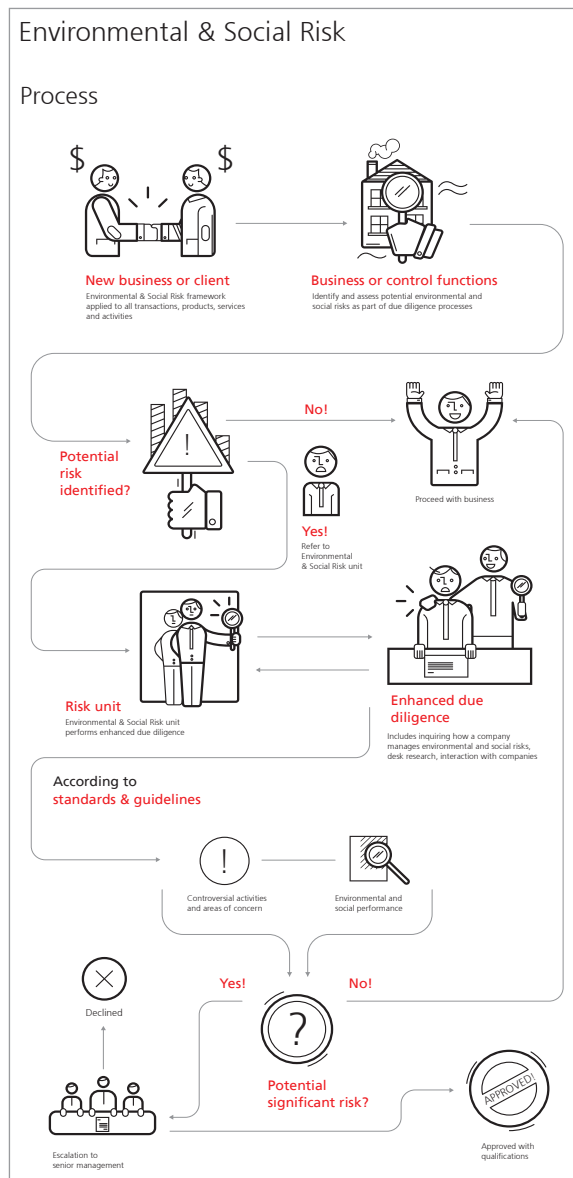 Environmental & Social Risk
Process
$
$
New business or client
Environmental & Social Risk framework
applied to all transactions, products, services
and activities
Business or control functions
Identify and assess potential environmental and
social risks as part of due diligence processes
Potential
risk
identified?
!
No!
Proceed with business
Yes!
Refer to
Environmental
& Social Risk unit
Risk unit
Environmental & Social Risk unit
performs enhanced due diligence
Enhanced due
diligence
Includes inquiring how a company
manages environmental and social risks,
desk research, interaction with companies
According to
standards & guidelines
!
Controversial activities
and areas of concern
Environmental and
social performance
Yes!
No!
?
Potential
significant risk?
Declined
Escalation to
senior management
APPROVED!
Approved with
qualifications